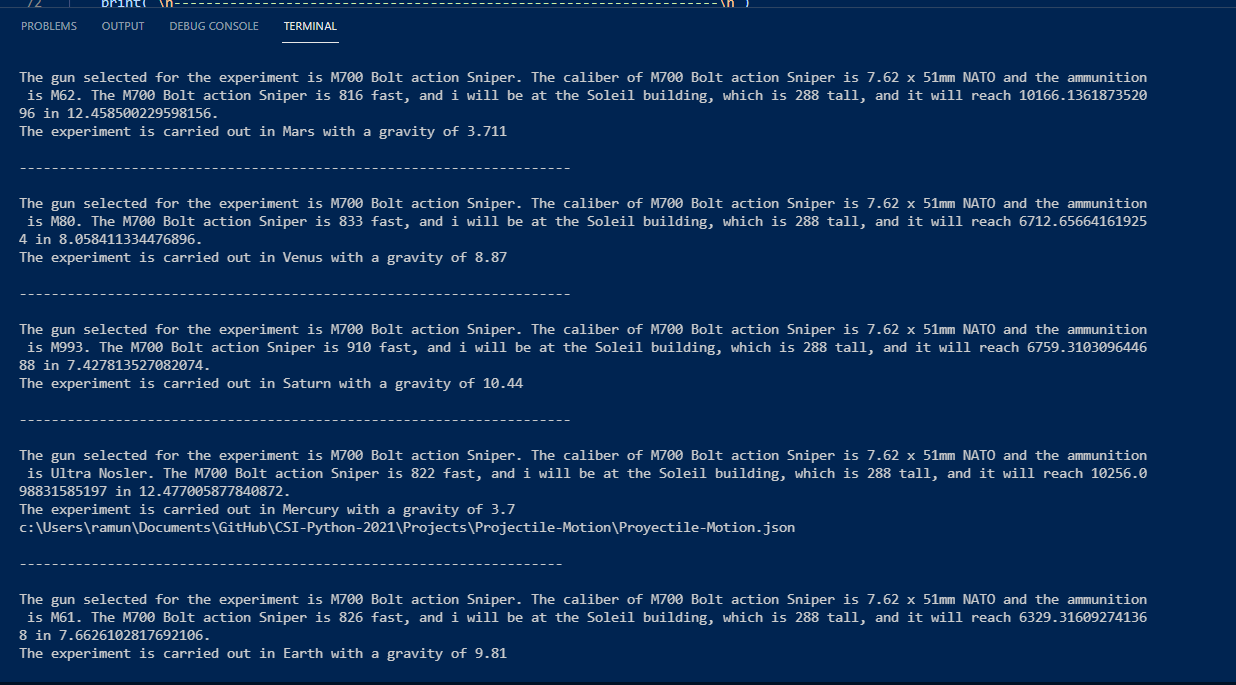 72 print( \n--------------------------------------------------------------------\n )
PROBLEMS OUTPUT DEBUG CONSOLE TERMINAL
The gun selected for the experiment is M700 Bolt action Sniper. The caliber of M700 Bolt action Sniper is 7.62 x 51mm NATO and the ammunition
is M62. The M700 Bolt action Sniper is 816 fast, and i will be at the Soleil building, which is 288 tall, and it will reach 10166.1361873520
96 in 12.458500229598156.
The experiment is carried out in Mars with a gravity of 3.711
---------------------------------------------------------------------
The gun selected for the experiment is M700 Bolt action Sniper. The caliber of M700 Bolt action Sniper is 7.62 x 51mm NATO and the ammunition
is M80. The M700 Bolt action Sniper is 833 fast, and i will be at the Soleil building, which is 288 tall, and it will reach 6712.65664161925
4 in 8.058411334476896.
The experiment is carried out in Venus with a gravity of 8.87
---------------------------------------------------------------------
The gun selected for the experiment is M700 Bolt action Sniper. The caliber of M700 Bolt action Sniper is 7.62 x 51mm NATO and the ammunition
is M993. The M700 Bolt action Sniper is 910 fast, and i will be at the Soleil building, which is 288 tall, and it will reach 6759.3103096446
88 in 7.427813527082074.
The experiment is carried out in Saturn with a gravity of 10.44
---------------------------------------------------------------------
The gun selected for the experiment is M700 Bolt action Sniper. The caliber of M700 Bolt action Sniper is 7.62 x 51mm NATO and the ammunition
is Ultra Nosler. The M700 Bolt action Sniper is 822 fast, and i will be at the Soleil building, which is 288 tall, and it will reach 10256.0
98831585197 in 12.477005877840872.
The experiment is carried out in Mercury with a gravity of 3.7
c:\Users\ramun\Documents\GitHub\CSI-Python-2021\Projects\Projectile-Motion\Proyectile-Motion.json
--------------------------------------------------------------------
The gun selected for the experiment is M700 Bolt action Sniper. The caliber of M700 Bolt action Sniper is 7.62 x 51mm NATO and the ammunition
is M61. The M700 Bolt action Sniper is 826 fast, and i will be at the Soleil building, which is 288 tall, and it will reach 6329.31609274136
8 in 7.6626102817692106.
The experiment is carried out in Earth with a gravity of 9.81